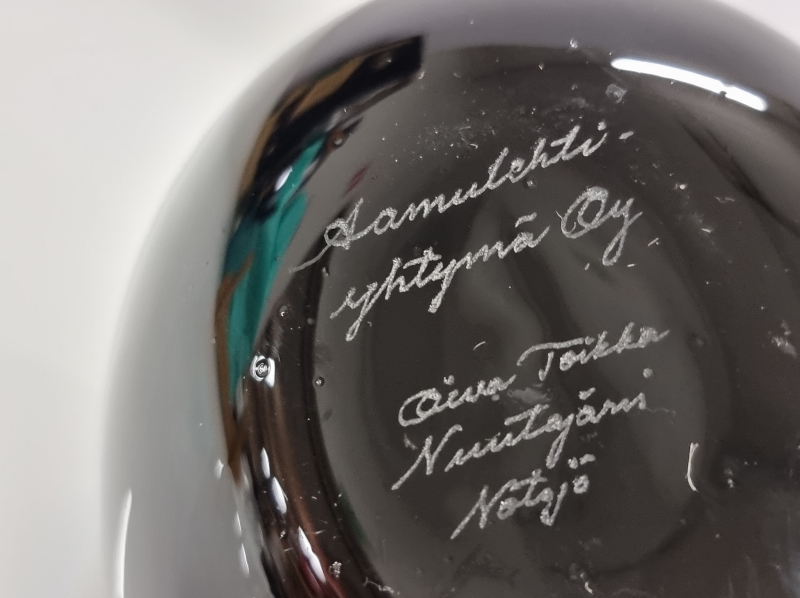 Aamulehti-
yhtymä Oy
Oiva Toikka
Nuutajärvi
Notsjö